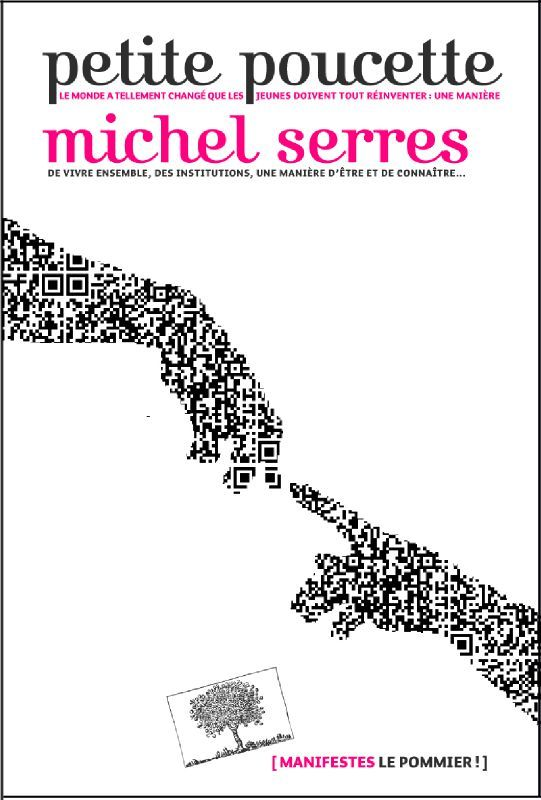 petite poucette
LE MONDE A TELLEMENT CHANGÉ QUE LES JEUNES DOIVENT TOUT RÉINVENTER : UNE MANIÈRE
michel serres
DE VIVRE ENSEMBLE, DES INSTITUTIONS, UNE MANIÈRE D'ÊTRE ET DE CONNAÎTRE...
[MANIFESTES LE POMMIER !]